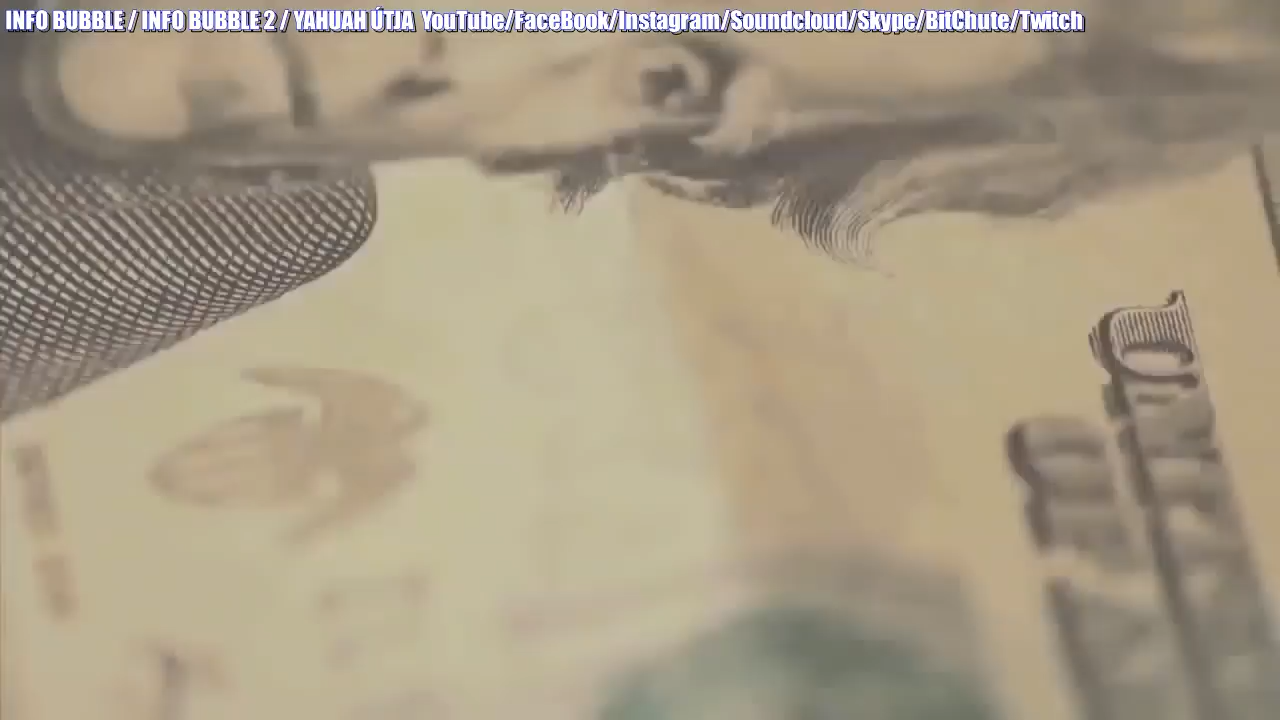 INFO BUBBLE / INFO BUBBLE 2 / YAHUAH ÚTJA YouTube/FaceBook/Instagram/Soundcloud/Skype/BitChute/Twitch